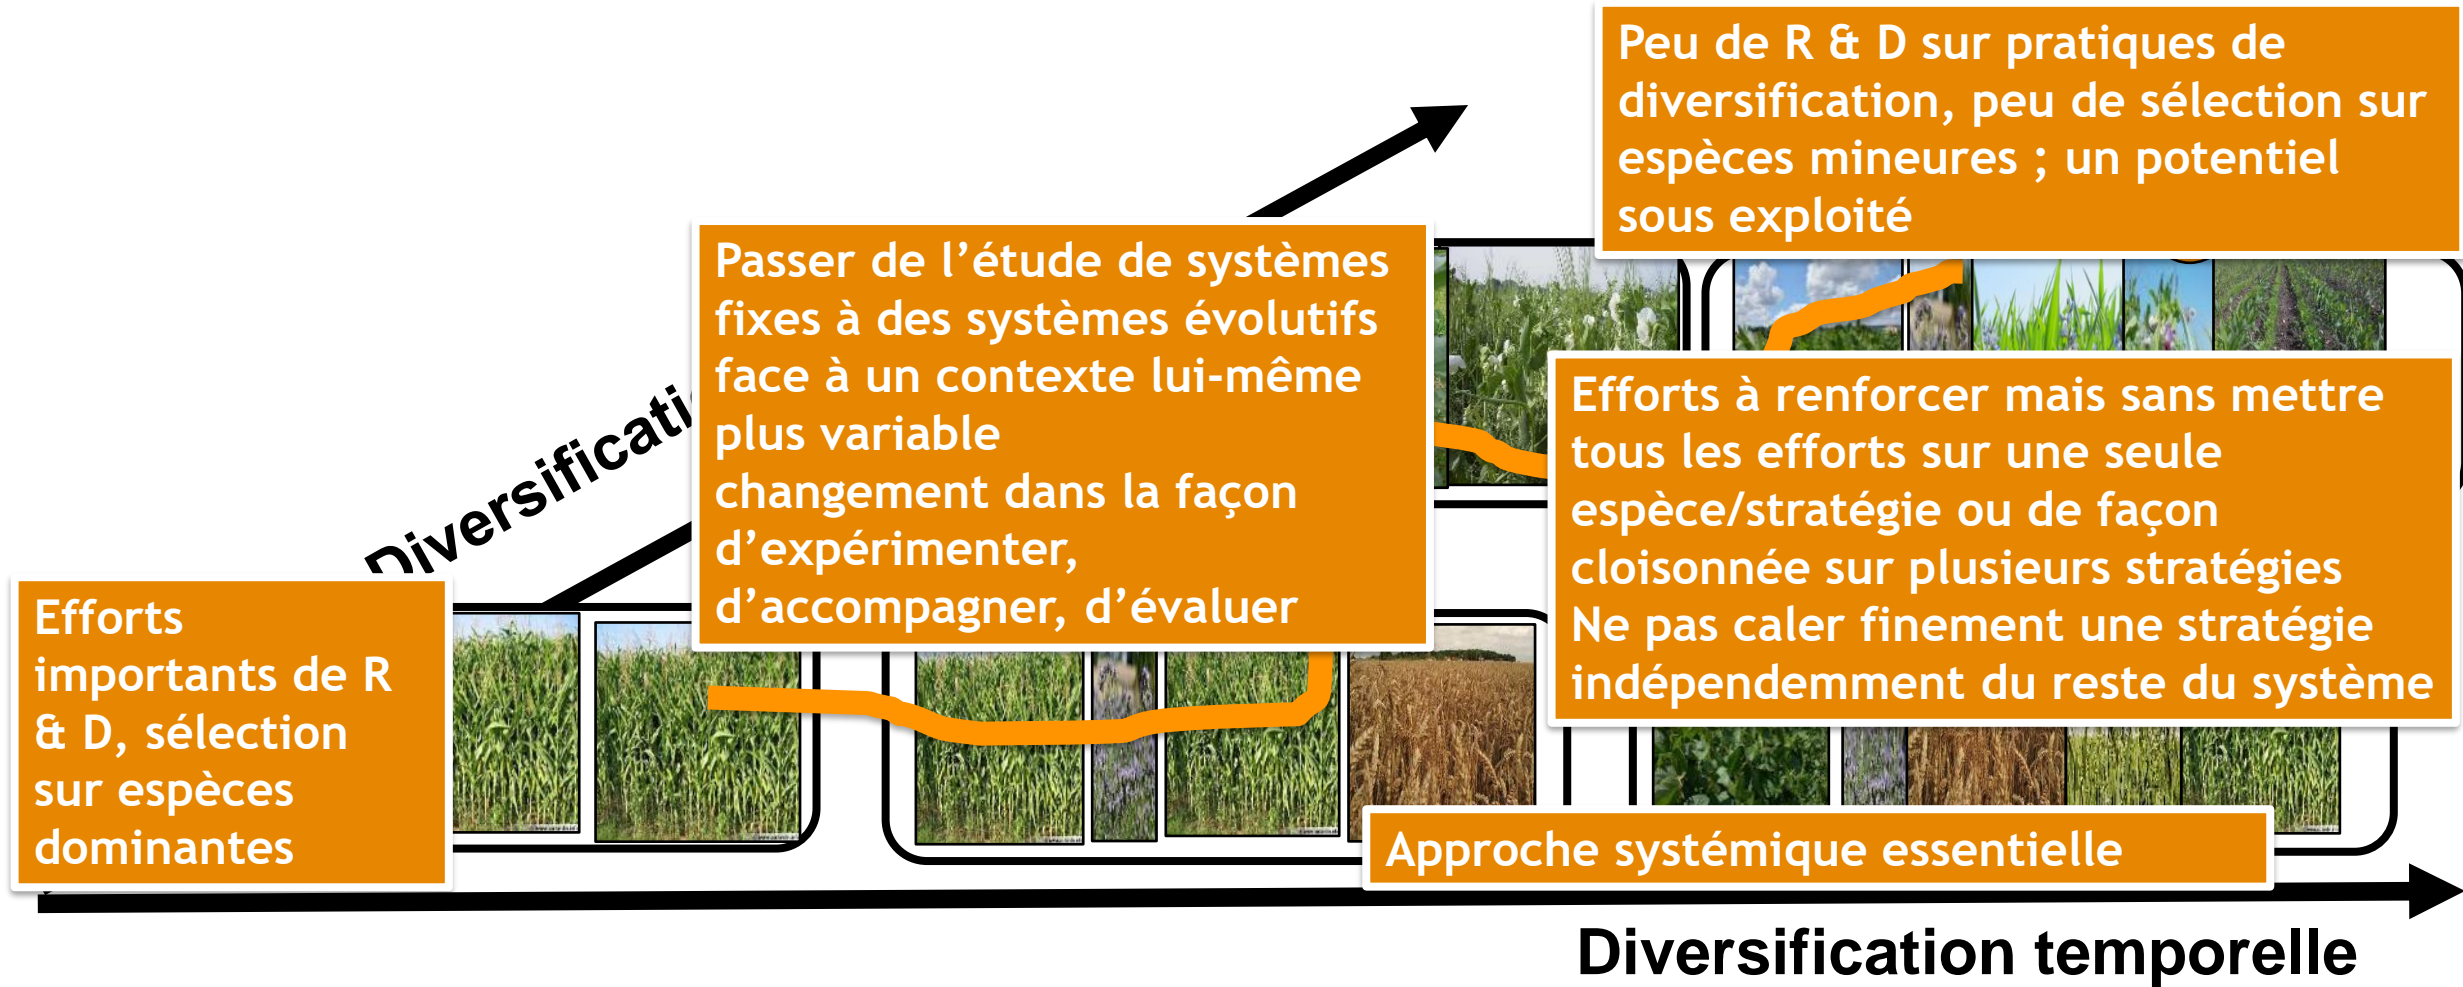 Peu de R & D sur pratiques de
diversification, peu de sélection sur
espèces mineures ; un potentiel
sous exploité
Passer de l’étude de systèmes
fixes à des systèmes évolutifs
face à un contexte lui-même
plus variable
changement dans la façon
d’expérimenter,
d’accompagner, d’évaluer
Efforts à renforcer mais sans mettre
tous les efforts sur une seule
espèce/stratégie ou de façon
cloisonnée sur plusieurs stratégies
Ne pas caler finement une stratégie
indépendemment du reste du système
Efforts
importants de R
& D, sélection
sur espèces
dominantes
Approche systémique essentielle
Diversification temporelle